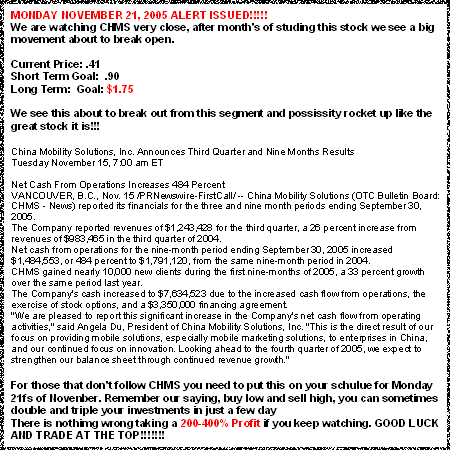 MONDAY NOVEMBER 21, 2005 ALERT ISSUED!!!!!
We are watching CHMS very close, after month's of studing this stock we see a big
movement about to break open.
Current Price: .41
Short Term Goal: .90
Long Term: Goal: $1.75
We see this about to break out from this segment and possissity rocket up like the
great stock it is!!!
China Mobility Solutions, Inc. Announces Third Quarter and Nine Months Results
Tuesday November 15, 7:00 am ET
Net Cash From Operations Increases 484 Percent
VANCOUVER, B.C., Nov. 15 /PRNewswire-FirstCall/ -- China Mobility Solutions (OTC Bulletin Board:
CHMS - News) reported its financials for the three and nine month periods ending September 30,
2005.
The Company reported revenues of $1,243,428 for the third quarter, a 26 percent increase from
revenues of $983,465 in the third quarter of 2004.
Net cash from operations for the nine-month period ending September 30, 2005 increased
$1,484,553, or 484 percent to $1,791,120, from the same nine-month period in 2004.
CHMS gained nearly 10,000 new clients during the first nine-months of 2005, a 33 percent growth
over the same period last year.
The Company's cash increased to $7,634,523 due to the increased cash flow from operations, the
exercise of stock options, and a $3,350,000 financing agreement.
"We are pleased to report this significant increase in the Company's net cash flow from operating
activities," said Angela Du, President of China Mobility Solutions, Inc. "This is the direct result of our
focus on providing mobile solutions, especially mobile marketing solutions, to enterprises in China,
and our continued focus on innovation. Looking ahead to the fourth quarter of 2005, we expect to
strengthen our balance sheet through continued revenue growth."
For those that don't follow CHMS you need to put this on your schulue for Monday
21fs of Novenber. Remember our saying, buy low and sell high, you can sometimes
double and triple your investments in just a few day
There is nothimg wrong taking a 200-400% Profit if you keep watching. GOOD LUCK
AND TRADE AT THE TOP!!!!!!!